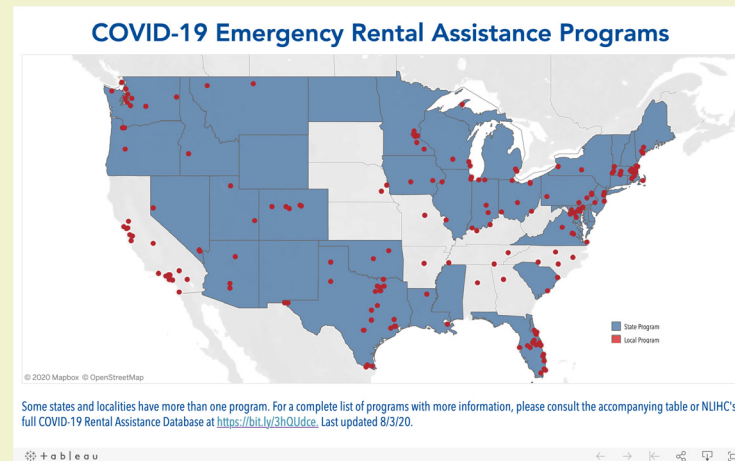 COVID-19 Emergency Rental Assistance Programs
State Program
Local Program
© 2020 Mapbox © OpenStreetMap
Some states and localities have more than one program. For a complete list of programs with more information, please consult the accompanying table or NLIHC's
full COVID-19 Rental Assistance Database at https://bit.ly/3hQUdce. Last updated 8/3/20.
+ a b | e a u